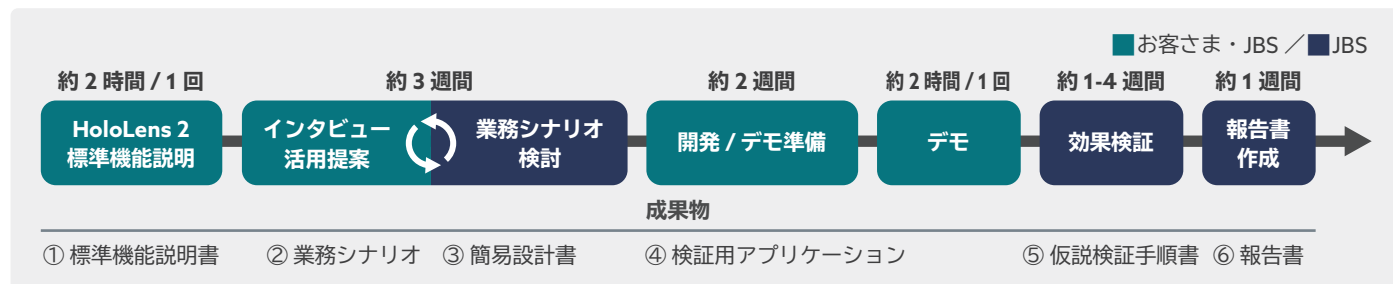 お客さま・JBS ／ JBS
約 2 時間 / 1 回
約 3 週間
約 2 週間
約 2 時間 / 1 回
約 1-4 週間
約 1 週間
HoloLens 2
標準機能説明
インタビュー
活用提案
業務シナリオ
検討
開発 / デモ準備
デモ
効果検証
報告書
作成
成果物
① 標準機能説明書
② 業務シナリオ
③ 簡易設計書
④ 検証用アプリケーション
⑤ 仮説検証手順書
⑥ 報告書